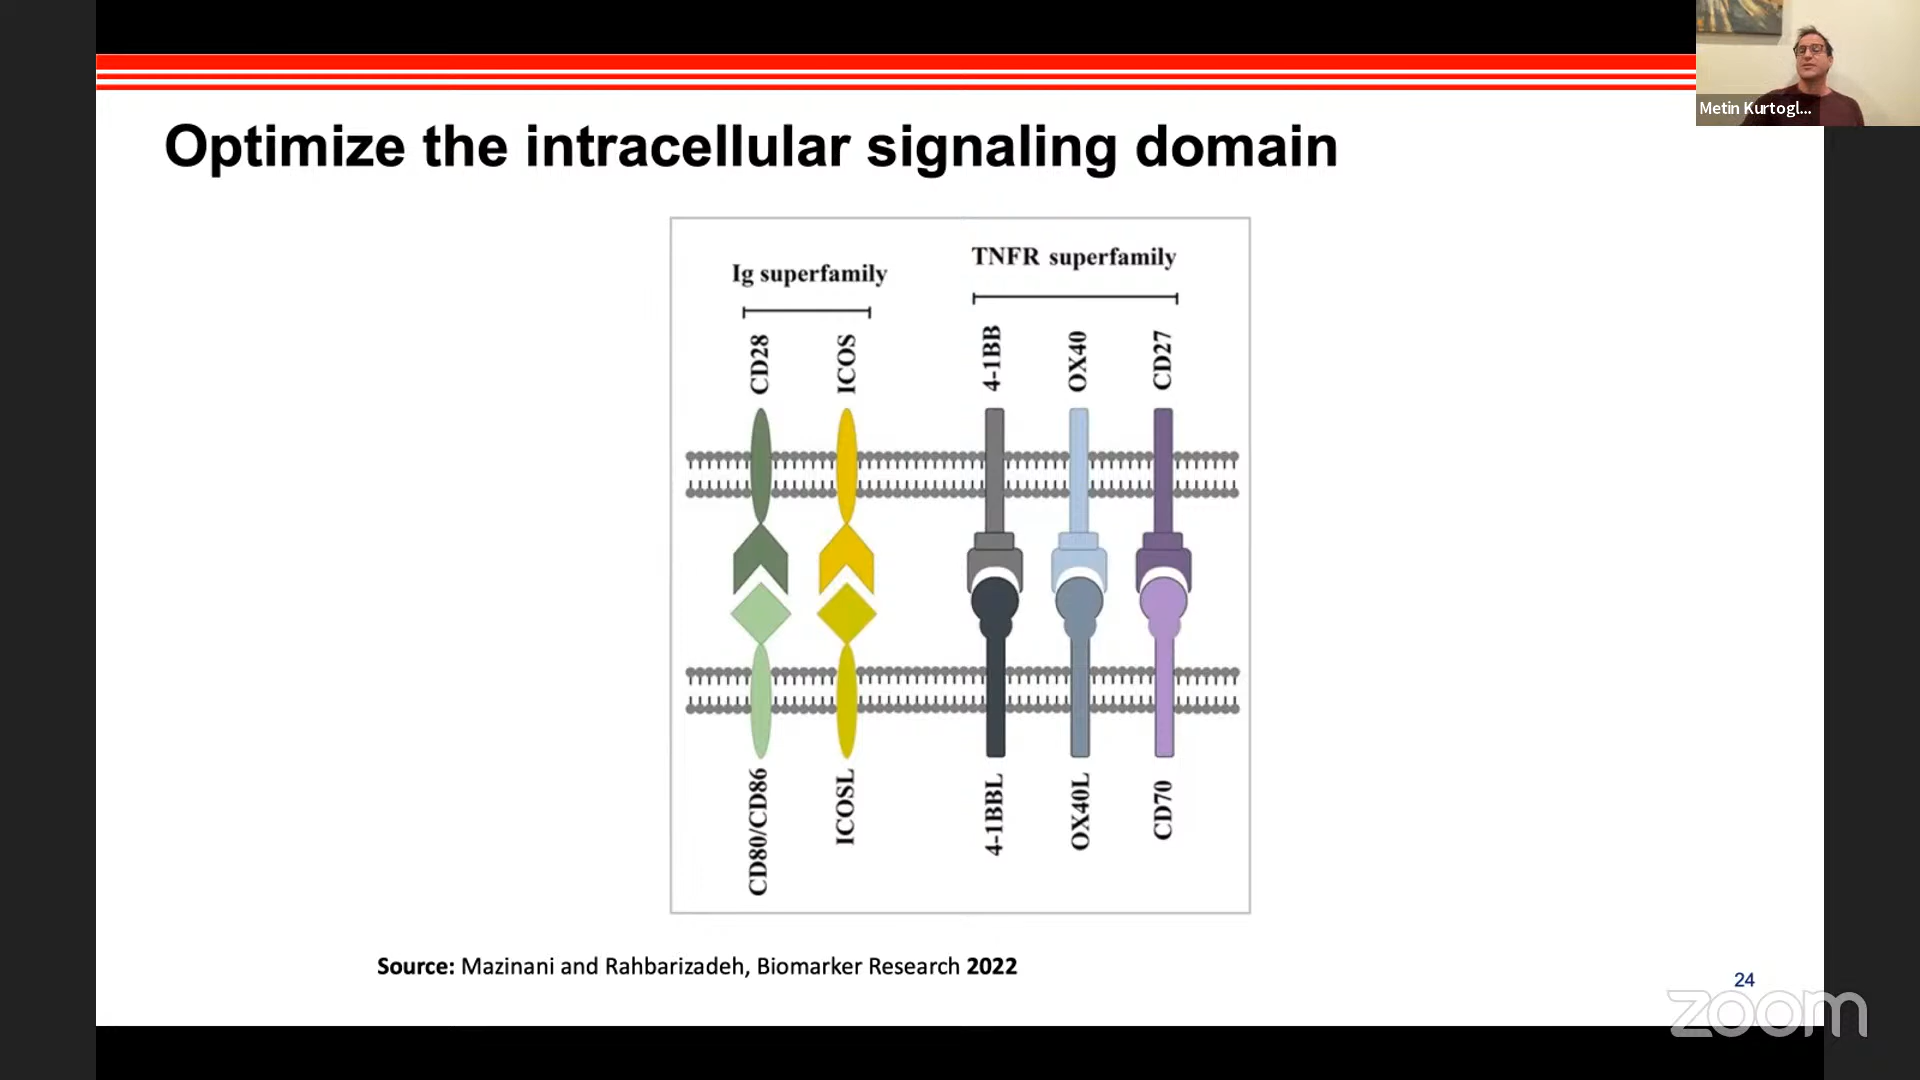 Metin Kurtogl...
Optimize the intracellular signaling domain
Ig superfamily
TNFR superfamily
CD28
ICOS
4-1BB
OX40
CD27
CD80/CD86
ICOSL
4-1BBL
OX40L
CD70
Source: Mazinani and Rahbarizadeh, Biomarker Research 2022
24
zoom